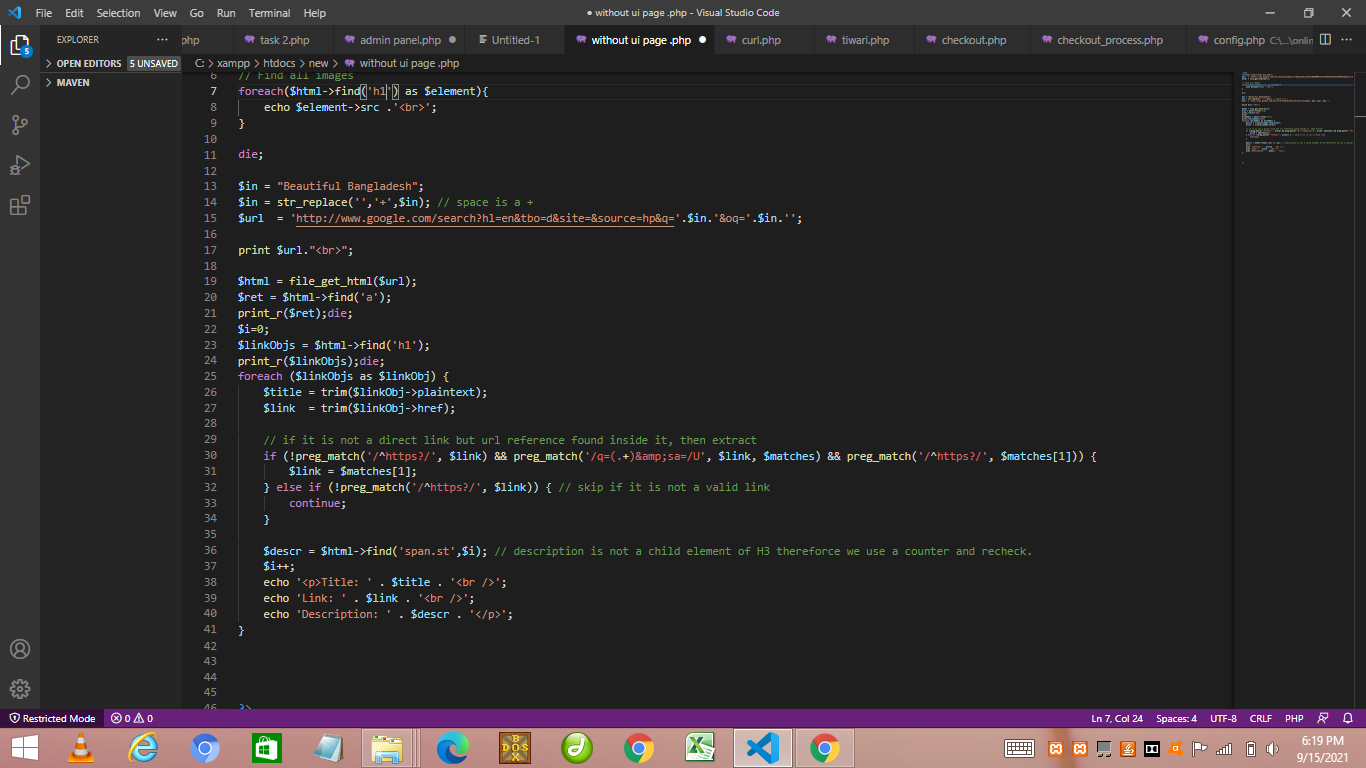 File Edit Selection View Go Run Terminal Help
● without ui page .php - Visual Studio Code
EXPLORER ···
php task 2.php admin panel.php ● Untitled-1 without ui page .php ● curl.php tiwari.php checkout.php checkout_process.php config.php C:\...\onlin ···
OPEN EDITORS 5 UNSAVED
MAVEN
5
C: > xampp > htdocs > new > without ui page .php
6 // Find all images
7 foreach($html->find('h1') as $element){
8 echo $element->src .'<br>';
9 }
10
11 die;
12
13 $in = "Beautiful Bangladesh";
14 $in = str_replace('','+',$in); // space is a +
15 $url  = 'http://www.google.com/search?hl=en&tbo=d&site=&source=hp&q='.$in.'&oq='.$in.'';
16
17 print $url."<br>";
18
19 $html = file_get_html($url);
20 $ret = $html->find('a');
21 print_r($ret);die;
22 $i=0;
23 $linkObjs = $html->find('h1');
24 print_r($linkObjs);die;
25 foreach ($linkObjs as $linkObj) {
26 $title = trim($linkObj->plaintext);
27 $link  = trim($linkObj->href);
28
29 // if it is not a direct link but url reference found inside it, then extract
30 if (!preg_match('/^https?/', $link) && preg_match('/q=(.+)&amp;sa=/U', $link, $matches) && preg_match('/^https?/', $matches[1])) {
31 $link = $matches[1];
32 } else if (!preg_match('/^https?/', $link)) { // skip if it is not a valid link
33 continue;
34 }
35
36 $descr = $html->find('span.st',$i); // description is not a child element of H3 thereforce we use a counter and recheck.
37 $i++;
38 echo '<p>Title: ' . $title . '<br />';
39 echo 'Link: ' . $link . '<br />';
40 echo 'Description: ' . $descr . '</p>';
41 }
42
43
44
45
46 ?>
Restricted Mode 0 0 Ln 7, Col 24 Spaces: 4 UTF-8 CRLF PHP
6:19 PM
9/15/2021